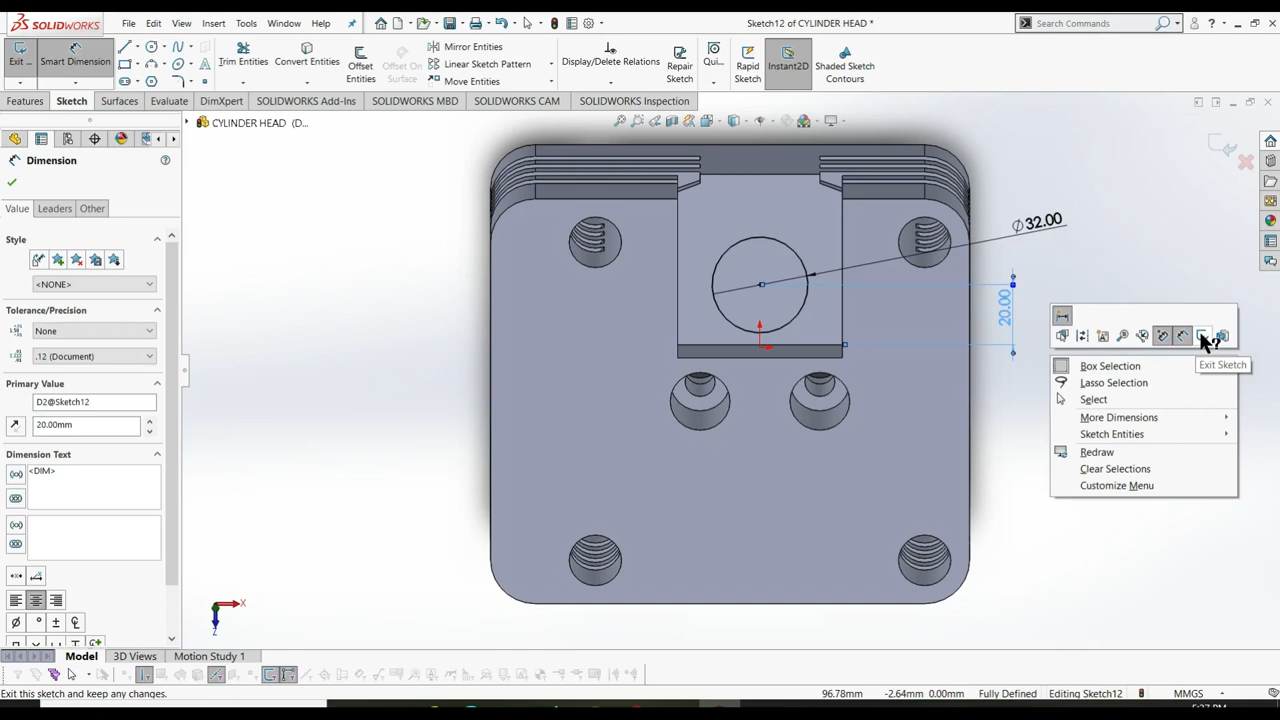 SOLIDWORKS File Edit View Insert Tools Window Help Sketch12 of CYLINDER HEAD * Search Commands ?
Exit ... Smart Dimension Trim Entities Convert Entities Offset Entities Offset On Surface Mirror Entities Linear Sketch Pattern Move Entities Display/Delete Relations Repair Sketch Qui... Rapid Sketch Instant2D Shaded Sketch Contours
Features Sketch Surfaces Evaluate DimXpert SOLIDWORKS Add-Ins SOLIDWORKS MBD SOLIDWORKS CAM SOLIDWORKS Inspection
CYLINDER HEAD (D...
Dimension
Value Leaders Other
Style
<NONE>
Tolerance/Precision
None
.12 (Document)
Primary Value
D2@Sketch12
20.00mm
Dimension Text
<DIM>
Ø32.00
20.00
Exit Sketch
Box Selection
Lasso Selection
Select
More Dimensions
Sketch Entities
Redraw
Clear Selections
Customize Menu
X
Z
Model 3D Views Motion Study 1
Exit this sketch and keep any changes. 96.78mm -2.64mm 0.00mm Fully Defined Editing Sketch12 MMGS